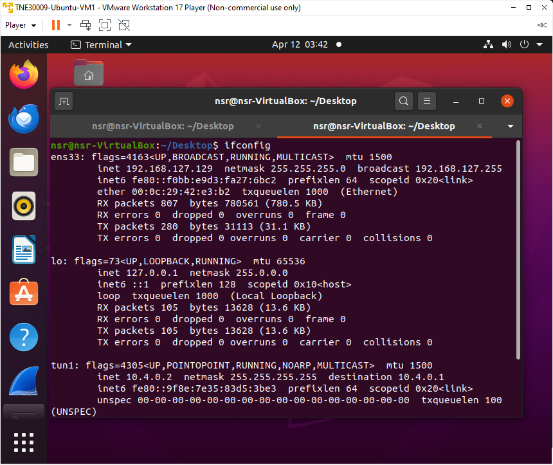 TNE30009-Ubuntu-VM1 - VMware Workstation 17 Player (Non-commercial use only)
Player
Activities Terminal Apr 12 03:42
nsr@nsr-VirtualBox: ~/Desktop
nsr@nsr-VirtualBox: ~/Desktop nsr@nsr-VirtualBox: ~/Desktop
nsr@nsr-VirtualBox:~/Desktop$ ifconfig
ens33: flags=4163<UP,BROADCAST,RUNNING,MULTICAST> mtu 1500
inet 192.168.127.129 netmask 255.255.255.0 broadcast 192.168.127.255
inet6 fe80::f0bb:e9d3:fa27:6bc2 prefixlen 64 scopeid 0x20<link>
ether 00:0c:29:42:e3:b2 txqueuelen 1000 (Ethernet)
RX packets 807 bytes 780561 (780.5 KB)
RX errors 0 dropped 0 overruns 0 frame 0
TX packets 280 bytes 31113 (31.1 KB)
TX errors 0 dropped 0 overruns 0 carrier 0 collisions 0
lo: flags=73<UP,LOOPBACK,RUNNING> mtu 65536
inet 127.0.0.1 netmask 255.0.0.0
inet6 ::1 prefixlen 128 scopeid 0x10<host>
loop txqueuelen 1000 (Local Loopback)
RX packets 105 bytes 13628 (13.6 KB)
RX errors 0 dropped 0 overruns 0 frame 0
TX packets 105 bytes 13628 (13.6 KB)
TX errors 0 dropped 0 overruns 0 carrier 0 collisions 0
tun1: flags=4305<UP,POINTOPOINT,RUNNING,NOARP,MULTICAST> mtu 1500
inet 10.4.0.2 netmask 255.255.255.255 destination 10.4.0.1
inet6 fe80::9f8e:7e35:83d5:3be3 prefixlen 64 scopeid 0x20<link>
unspec 00-00-00-00-00-00-00-00-00-00-00-00-00-00-00-00 txqueuelen 100
(UNSPEC)